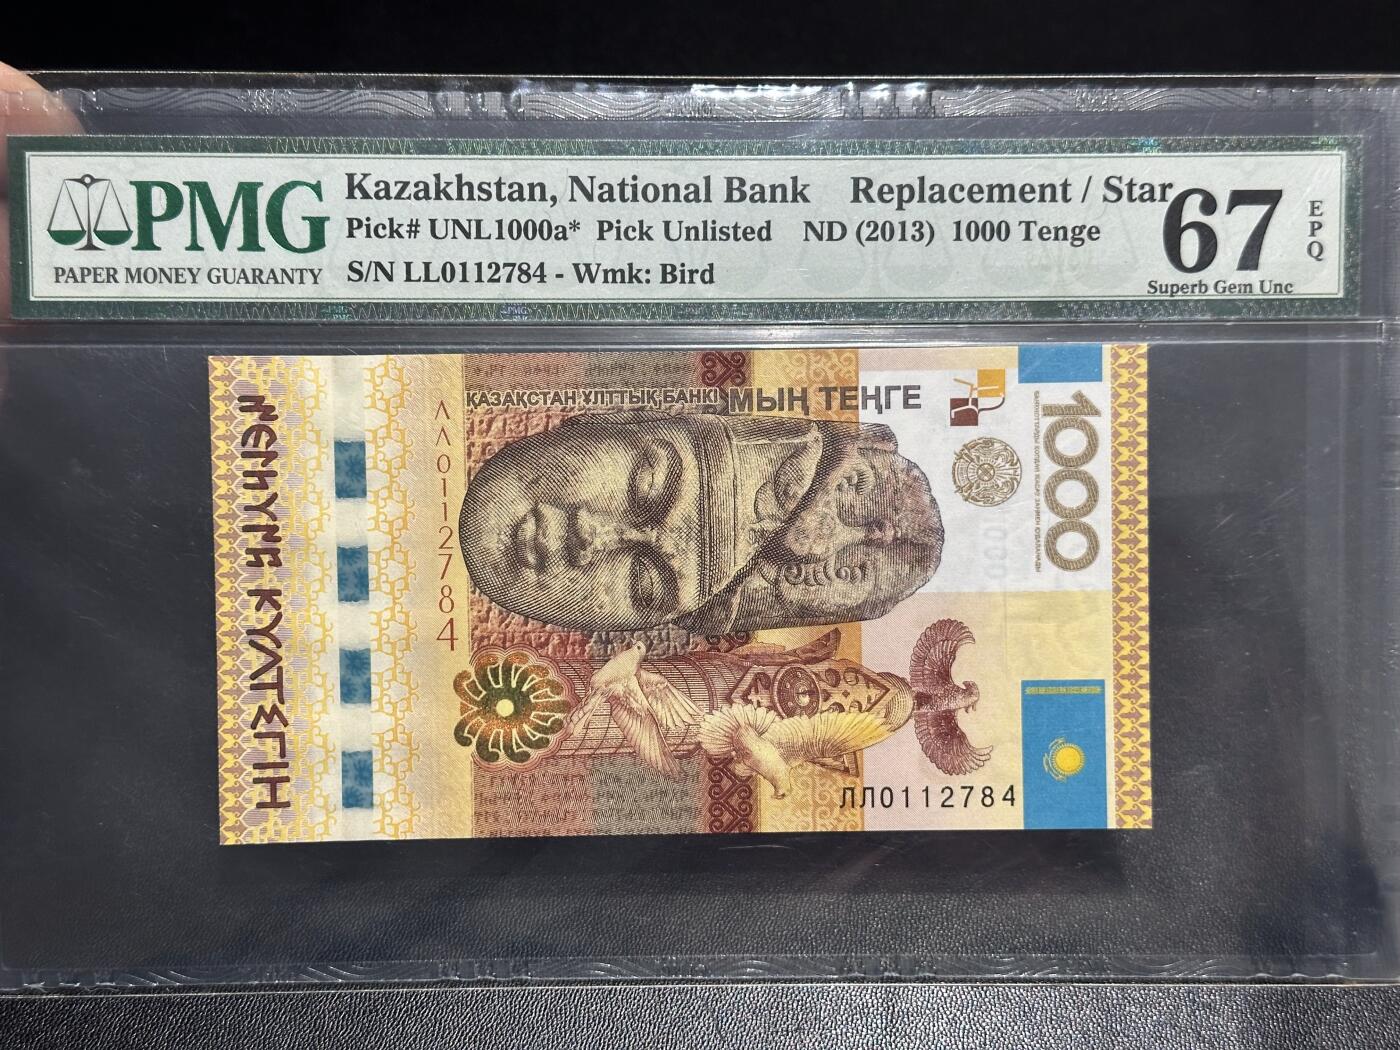 PMG
PAPER MONEY GUARANTY
Kazakhstan, National Bank Replacement / Star
Pick# UNL1000a* Pick Unlisted ND (2013) 1000 Tenge
S/N LL0112784 - Wmk: Bird
67
EPQ
Superb Gem Unc
ҚАЗАҚСТАН ҰЛТТЫҚ БАНКІ
МЫҢ ТЕҢГЕ
1000
ЛЛ0112784
ЛЛ0112784